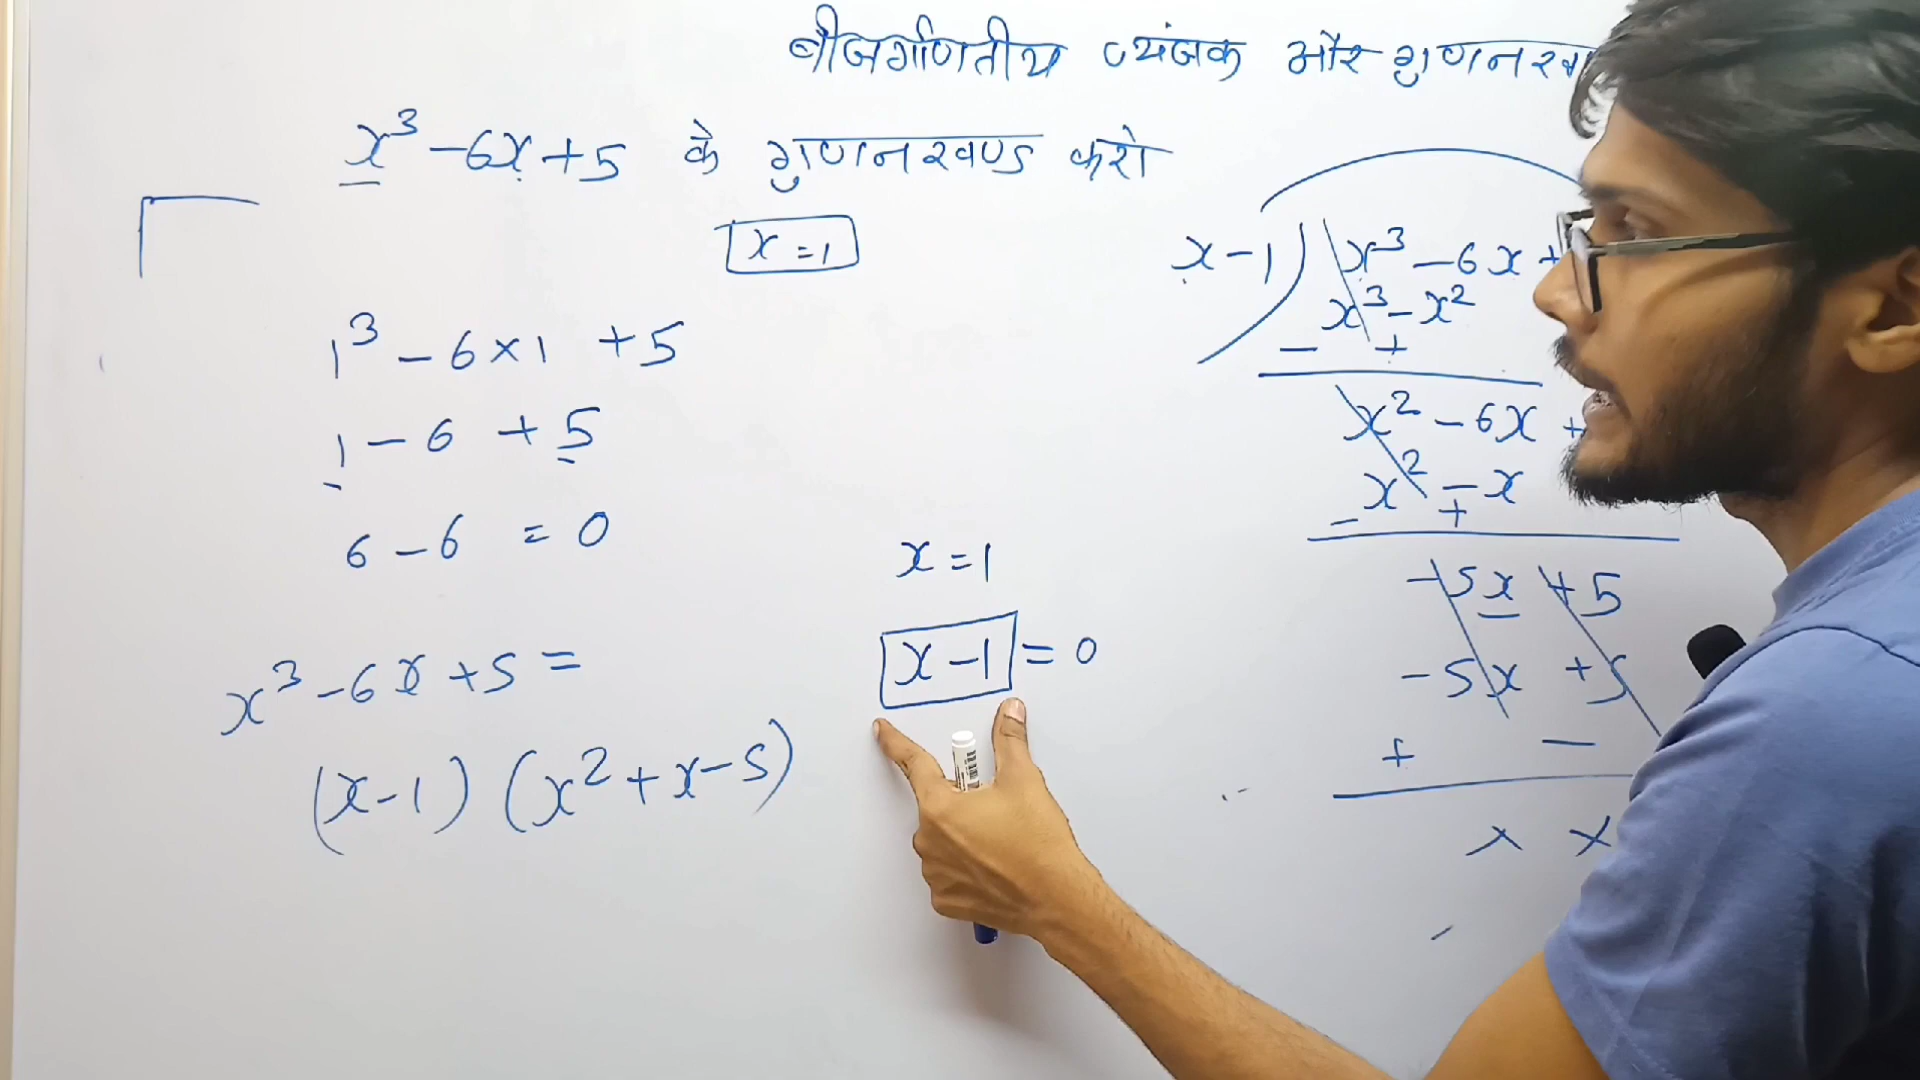 बीजगणितीय व्यंजक और
x³ -6x +5 के गुणनखण्ड करो
x = 1
1³ - 6×1 +5
1 - 6 + 5
6 - 6 = 0
x³ -6x +5 =
(x-1) (x²+x-5)
x = 1
x-1 = 0
x-1) x³ -6x +
x³ - x²
- +
x² - 6x +
x² - x
- +
-5x +5
-5x +5
+ -
x x